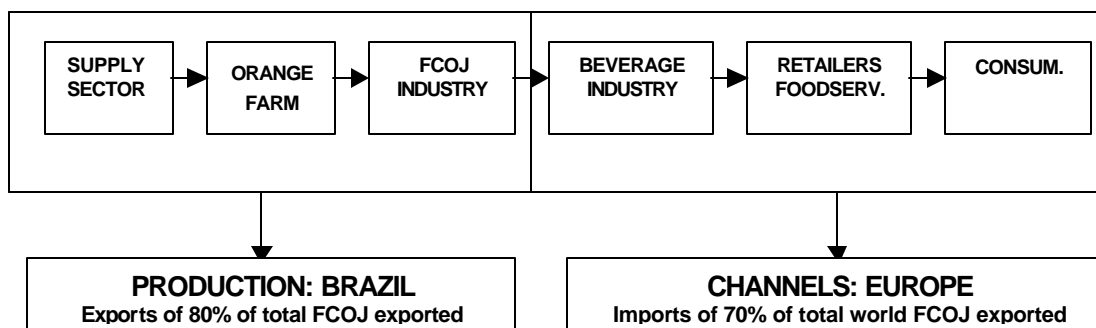 SUPPLY
SECTOR
ORANGE
FARM
FCOJ
INDUSTRY
BEVERAGE
INDUSTRY
RETAILERS
FOODSERV.
CONSUM.
PRODUCTION: BRAZIL
Exports of 80% of total FCOJ exported
CHANNELS: EUROPE
Imports of 70% of total world FCOJ exported